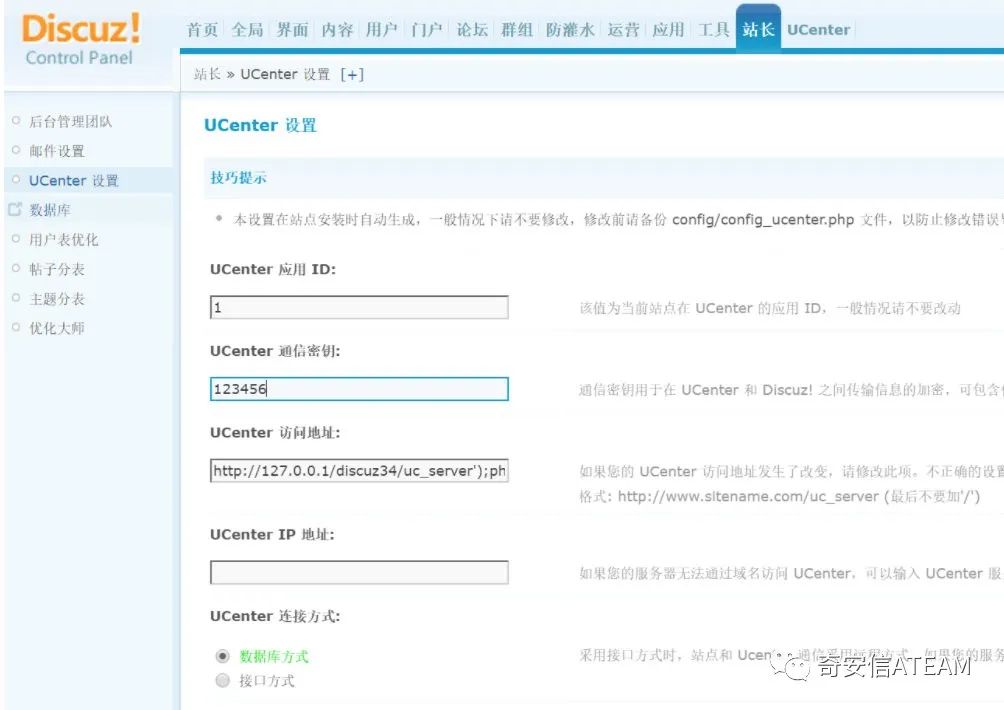 Discuz!
Control Panel
首页 全局 界面 内容 用户 门户 论坛 群组 防灌水 运营 应用 工具 站长 UCenter
站长 » UCenter 设置 [+]
后台管理团队
邮件设置
UCenter 设置
数据库
用户表优化
帖子分表
主题分表
优化大师
UCenter 设置
技巧提示
本设置在站点安装时自动生成，一般情况下请不要修改，修改前请备份 config/config_ucenter.php 文件，以防止修改错误
UCenter 应用 ID:
1
该值为当前站点在 UCenter 的应用 ID，一般情况请不要改动
UCenter 通信密钥:
123456
通信密钥用于在 UCenter 和 Discuz! 之间传输信息的加密，可包含
UCenter 访问地址:
http://127.0.0.1/discuz34/uc_server');ph
如果您的 UCenter 访问地址发生了改变，请修改此项。不正确的设置
格式: http://www.sitename.com/uc_server (最后不要加'/')
UCenter IP 地址:
如果您的服务器无法通过域名访问 UCenter，可以输入 UCenter 服
UCenter 连接方式:
数据库方式
接口方式
采用接口方式时，站点和 Ucenter 通信采用远程方式，如果您的服务
奇安信ATEAM